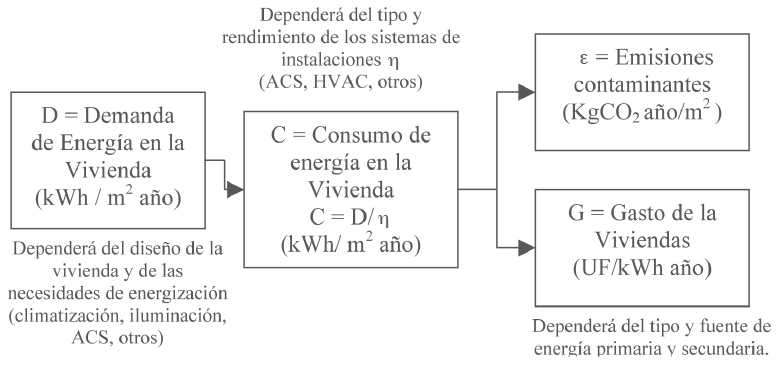 D = Demanda
de Energía en la
Vivienda
(kWh / m² año)
Dependerá del diseño de la
vivienda y de las
necesidades de energización
(climatización, iluminación,
ACS, otros)
Dependerá del tipo y
rendimiento de los sistemas de
instalaciones η
(ACS, HVAC, otros)
C = Consumo de
energía en la
Vivienda
C = D/η
(kWh/ m² año)
ε = Emisiones
contaminantes
(KgCO₂ año/m²)
G = Gasto de la
Viviendas
(UF/kWh año)
Dependerá del tipo y fuente de
energía primaria y secundaria.